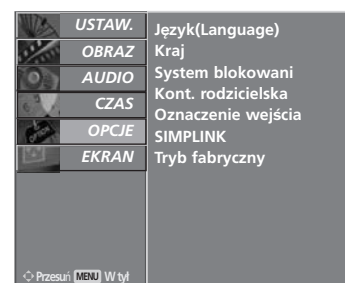 USTAW.
OBRAZ
AUDIO
CZAS
OPCJE
EKRAN
Język(Language)
Kraj
System blokowani
Kont. rodzicielska
Oznaczenie wejścia
SIMPLINK
Tryb fabryczny
Przesuń MENU W tył